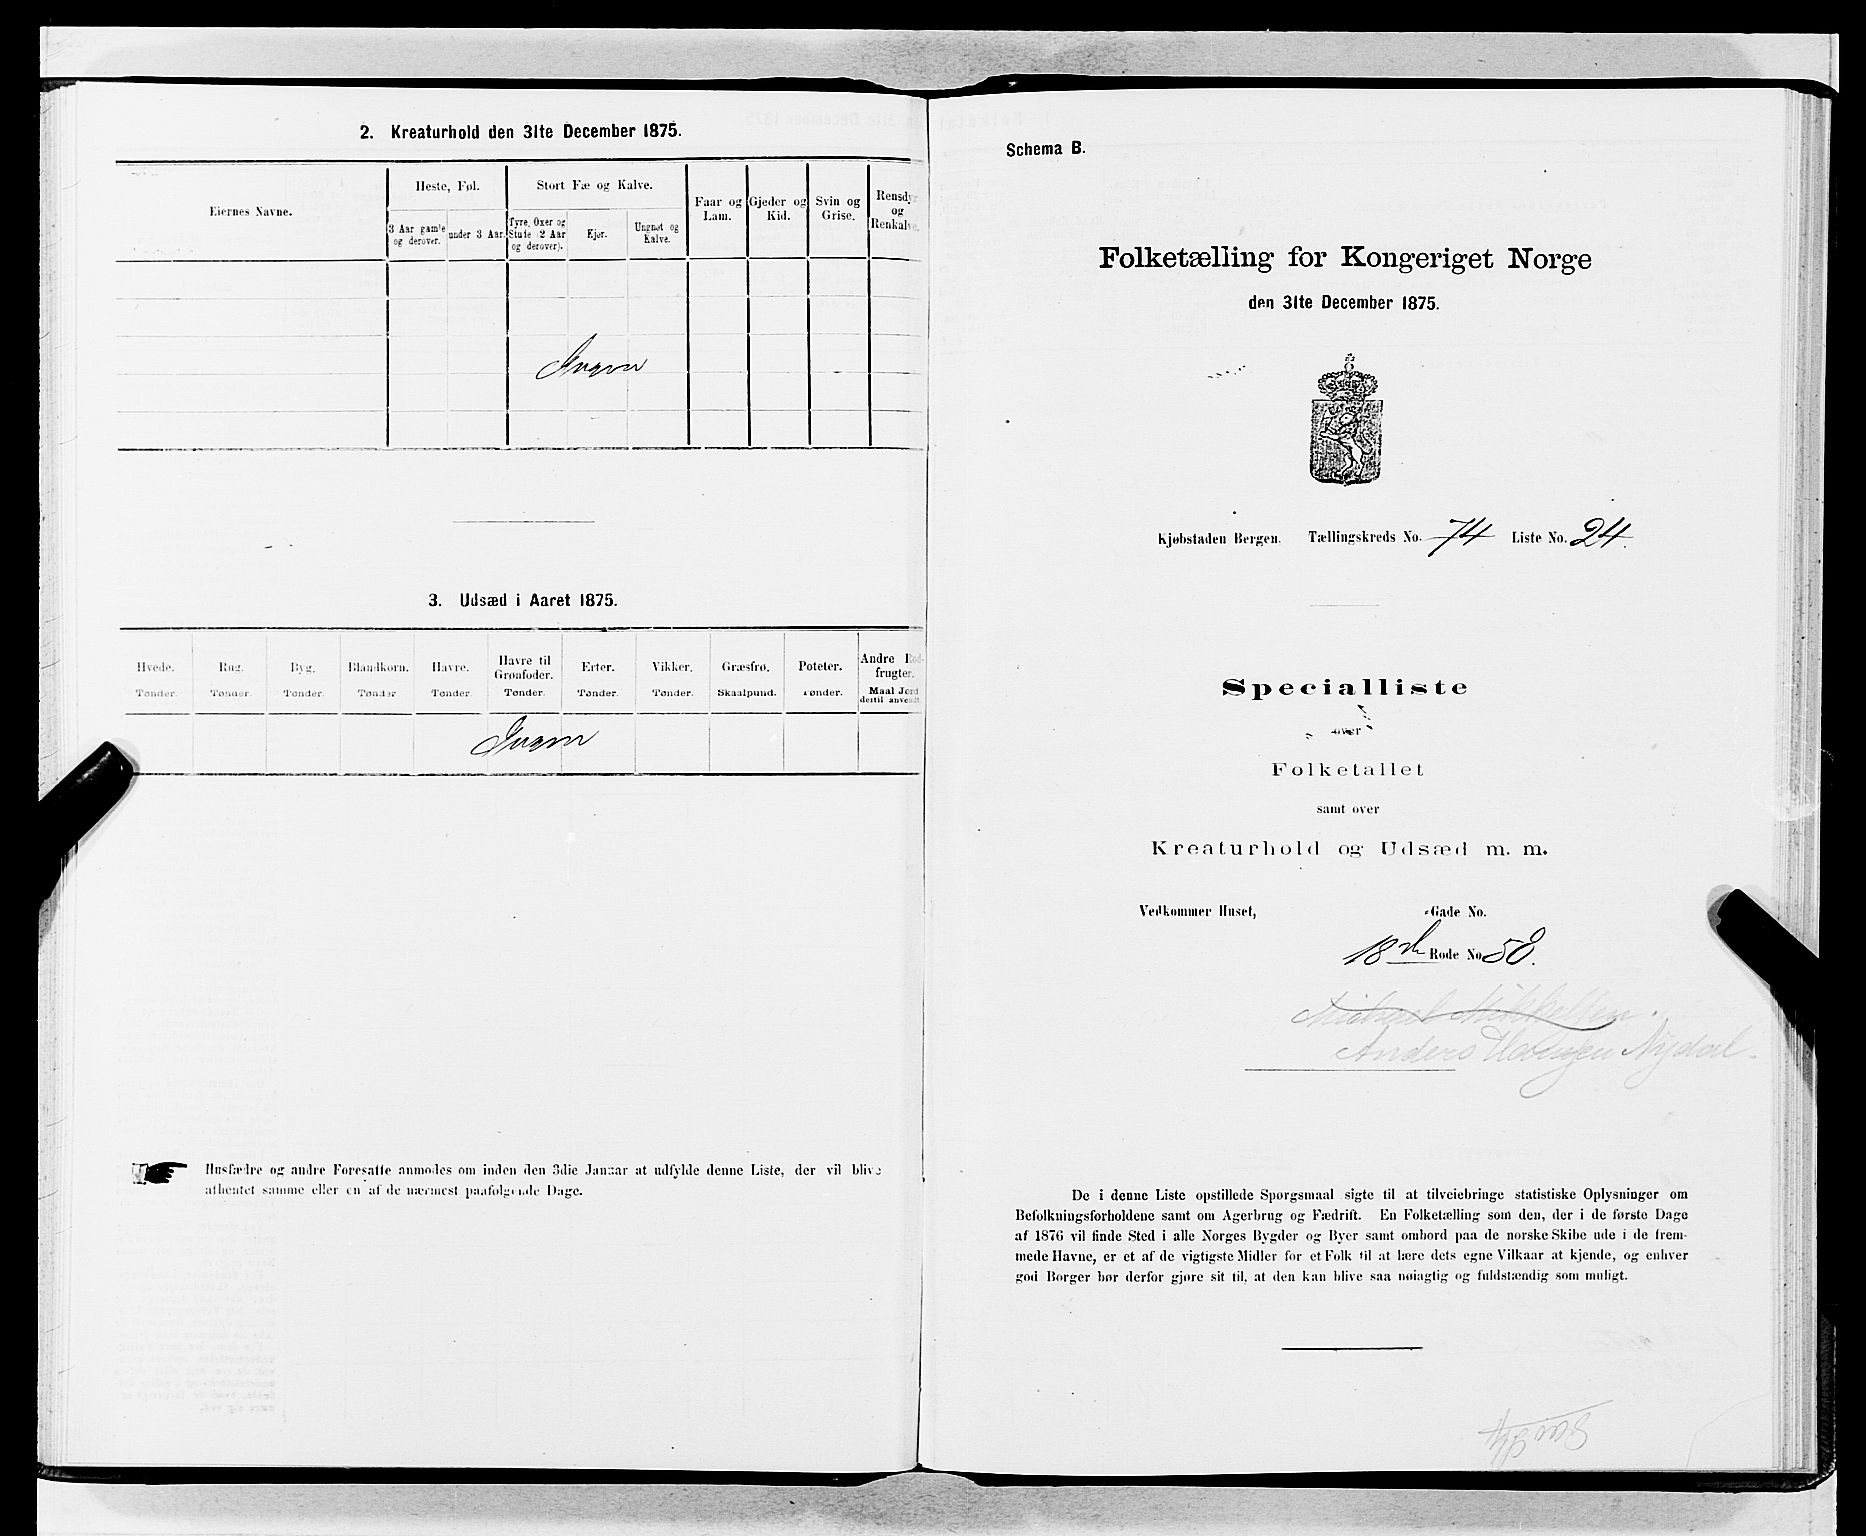 2. Kreaturhold den 31te December 1875.
Eiernes Navne.
Heste, Føl.
Stort Fæ og Kalve.
Faar og Lam.
Gjeder og Kid.
Svin og Grise.
Rensdyr og Renkalve.
3 Aar gamle og derover.
under 3 Aar.
Tyre, Oxer og Stute (2 Aar og derover).
Kjør.
Ungnøt og Kalve.
Ingen
3. Udsæd i Aaret 1875.
Hvede. Rug. Byg. Blandkorn. Havre. Havre til Grønfoder. Erter. Vikker. Græsfrø. Poteter. Andre Rodfrugter.
Tønder. Tønder. Tønder. Tønder Tønder. Tønder. Tønder. Tønder. Skaalpund. Tønder. Maal Jord dertil anvendt.
Ingen
Husfædre og andre Foresatte anmodes om inden den 3die Januar at udfylde denne Liste, der vil blive
afhentet samme eller en af de nærmest paafølgende Dage.
Schema B.
Folketælling for Kongeriget Norge
den 31te December 1875.
Kjøbstaden Bergen. Tællingskreds No. 74 Liste No. 24.
Specialliste
over
Folketallet
samt over
Kreaturhold og Udsæd m. m.
Vedkommer Huset, -Gade No.
18de Rode No 58.
Michael Mikkelsen.
Anders Nydal.
De i denne Liste opstillede Spørgsmaal sigte til at tilveiebringe statistiske Oplysninger om
Befolkningsforholdene samt om Agerbrug og Fædrift. En Folketælling som den, der i de første Dage
af 1876 vil finde Sted i alle Norges Bygder og Byer samt ombord paa de norske Skibe ude i de frem-
mede Havne, er et af de vigtigste Midler for et Folk til at lære dets egne Vilkaar at kjende, og enhver
god Borger bør derfor gjøre sit til, at den kan blive saa nøiagtig og fuldstændig som muligt.